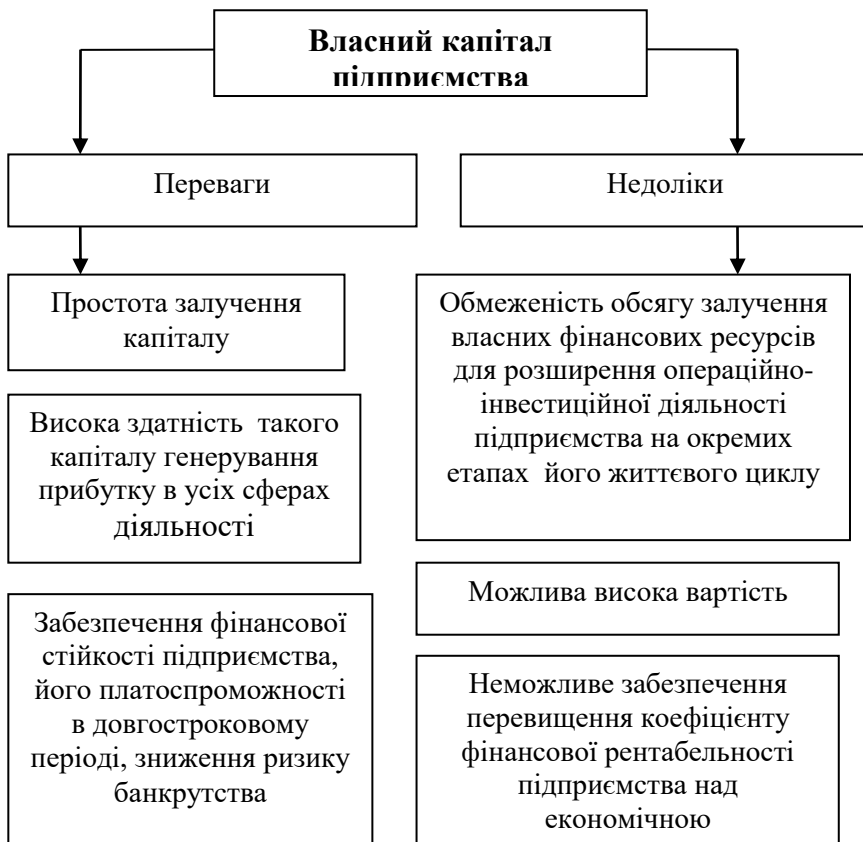 Власний капітал
підприємства
Переваги
Недоліки
Простота залучення
капіталу
Висока здатність такого
капіталу генерування
прибутку в усіх сферах
діяльності
Забезпечення фінансової
стійкості підприємства,
його платоспроможності
в довгостроковому
періоді, зниження ризику
банкрутства
Обмеженість обсягу залучення
власних фінансових ресурсів
для розширення операційно-
інвестиційної діяльності
підприємства на окремих
етапах його життєвого циклу
Можлива висока вартість
Неможливе забезпечення
перевищення коефіцієнту
фінансової рентабельності
підприємства над
економічною